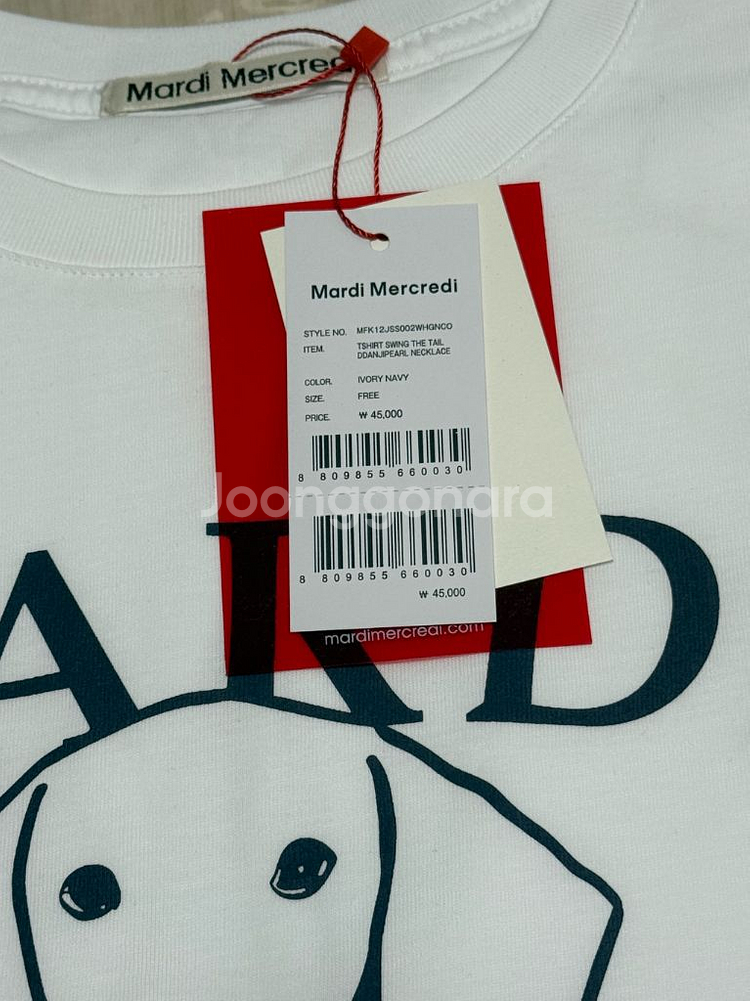 Mardi Mercred
Mardi Mercredi
STYLE NO. MFK12JSS002WHGNCO
ITEM. TSHIRT SWING THE TAIL
DDANJIPEARL NECKLACE
COLOR. IVORY NAVY
SIZE. FREE
PRICE. ₩ 45,000
8 809855 660030
Joonggonara
8 809855 660030
₩ 45,000
mardimercredi.com
ARD